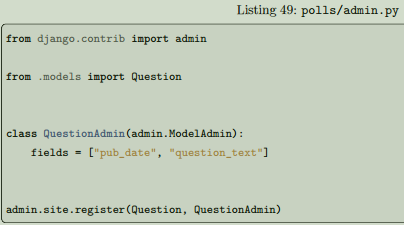 Listing 49: polls/admin.py
from django.contrib import admin
from .models import Question
class QuestionAdmin(admin.ModelAdmin):
    fields = ["pub_date", "question_text"]
admin.site.register(Question, QuestionAdmin)